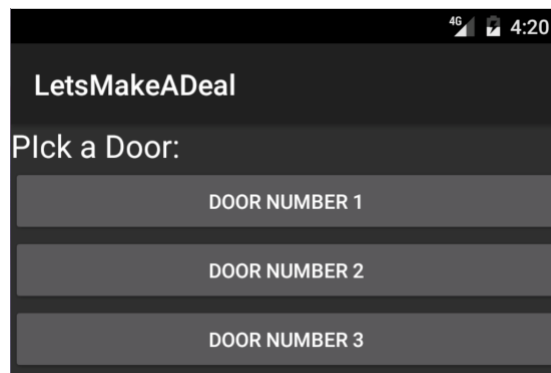 4G 4:20
LetsMakeADeal
PIck a Door:
DOOR NUMBER 1
DOOR NUMBER 2
DOOR NUMBER 3